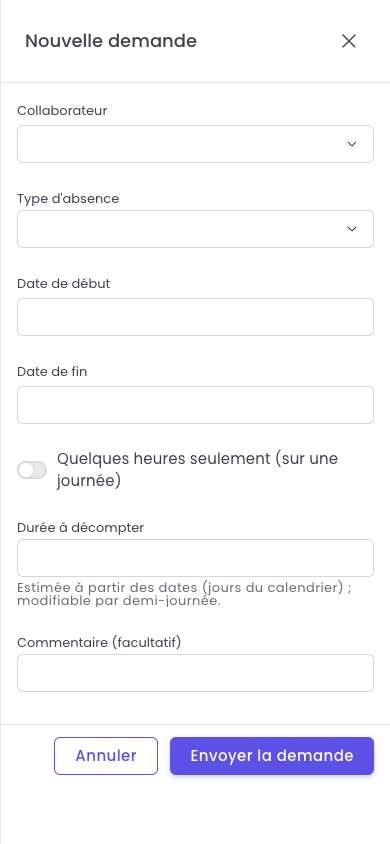 Nouvelle demande
Collaborateur
Type d'absence
Date de début
Date de fin
Quelques heures seulement (sur une
journée)
Durée à décompter
Estimée à partir des dates (jours du calendrier) ;
modifiable par demi-journée.
Commentaire (facultatif)
Annuler
Envoyer la demande